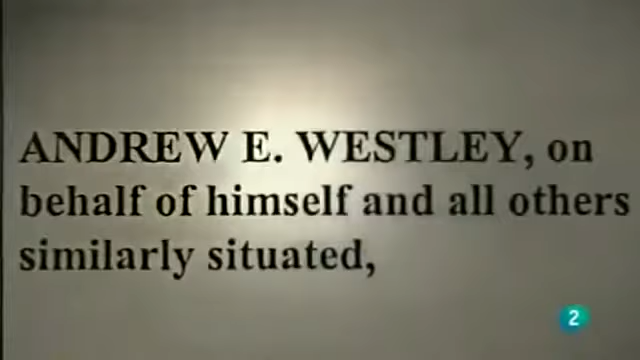 ANDREW E. WESTLEY, on
behalf of himself and all others
similarly situated,
2